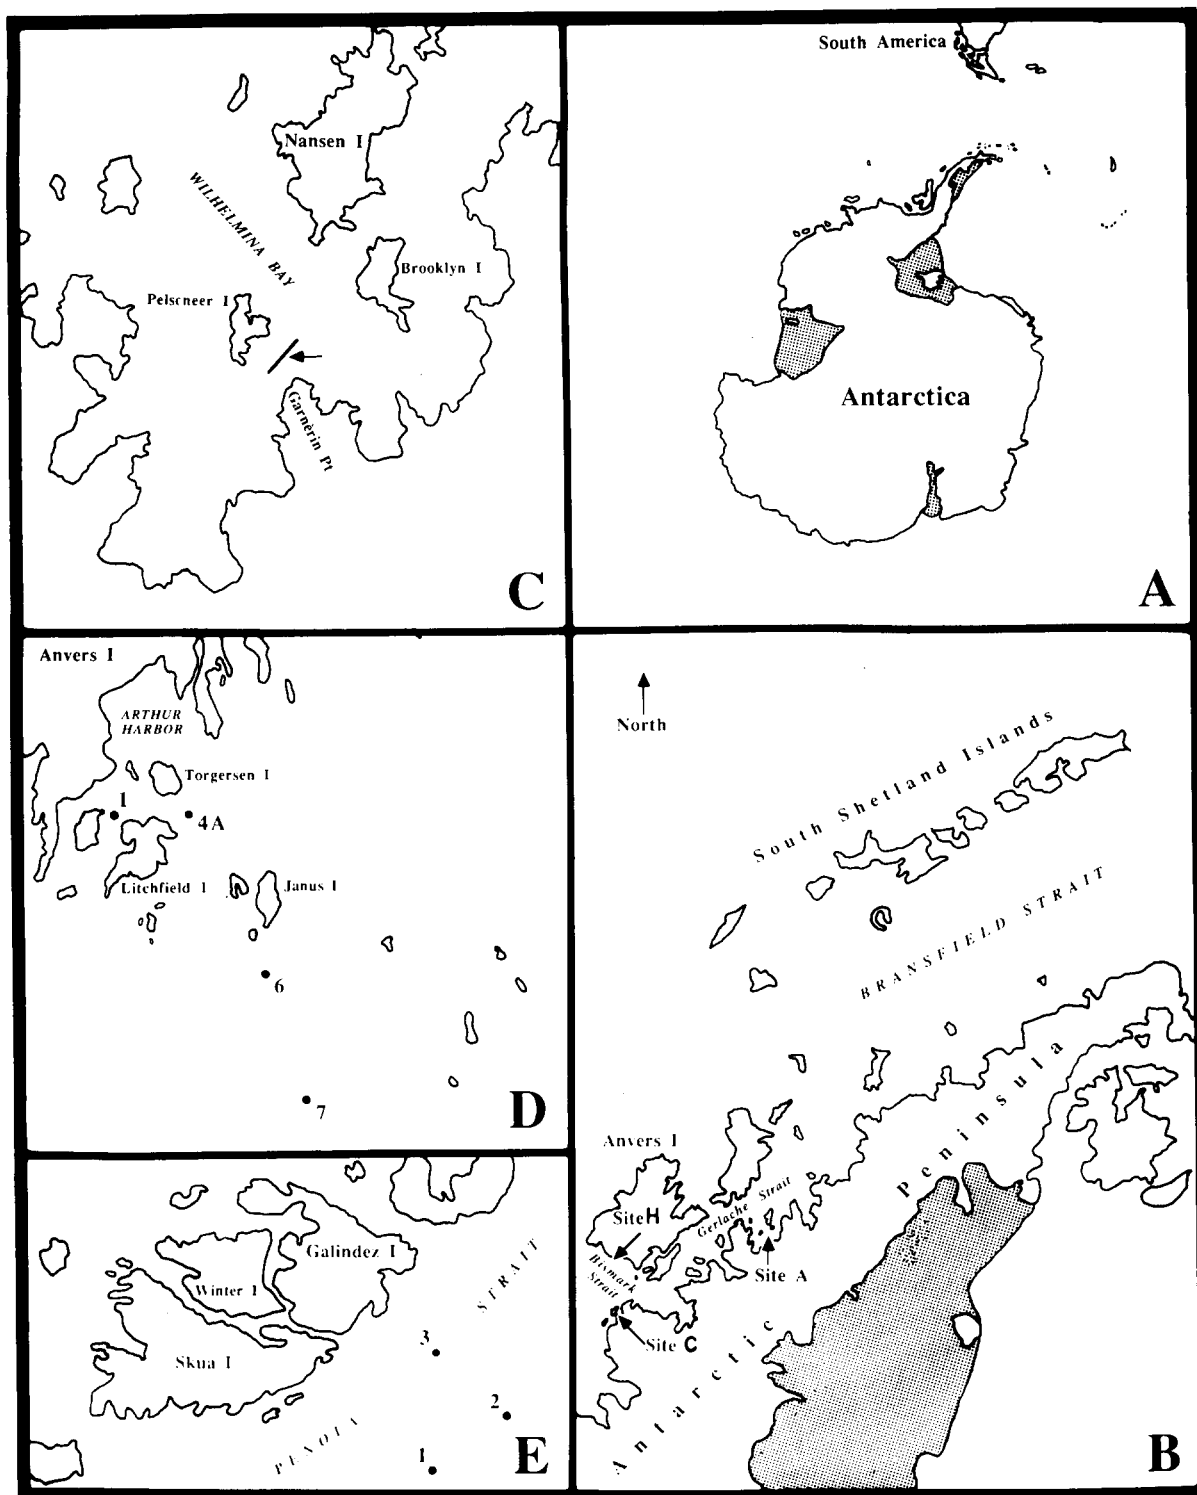 Nansen I
WILHELMINA BAY
Brooklyn I
Pelseneer I
Garnerin Pt
C
South America
Antarctica
A
Anvers I
ARTHUR
HARBOR
Torgersen I
1
4A
Litchfield I
Janus I
6
7
D
North
South Shetland Islands
BRANSFIELD STRAIT
Anvers I
Site H
Gerlache Strait
Bismark
Strait
Site A
Site C
Antarctic Peninsula
B
Galindez I
Winter I
Skua I
PENOLA STRAIT
3
2
1
E